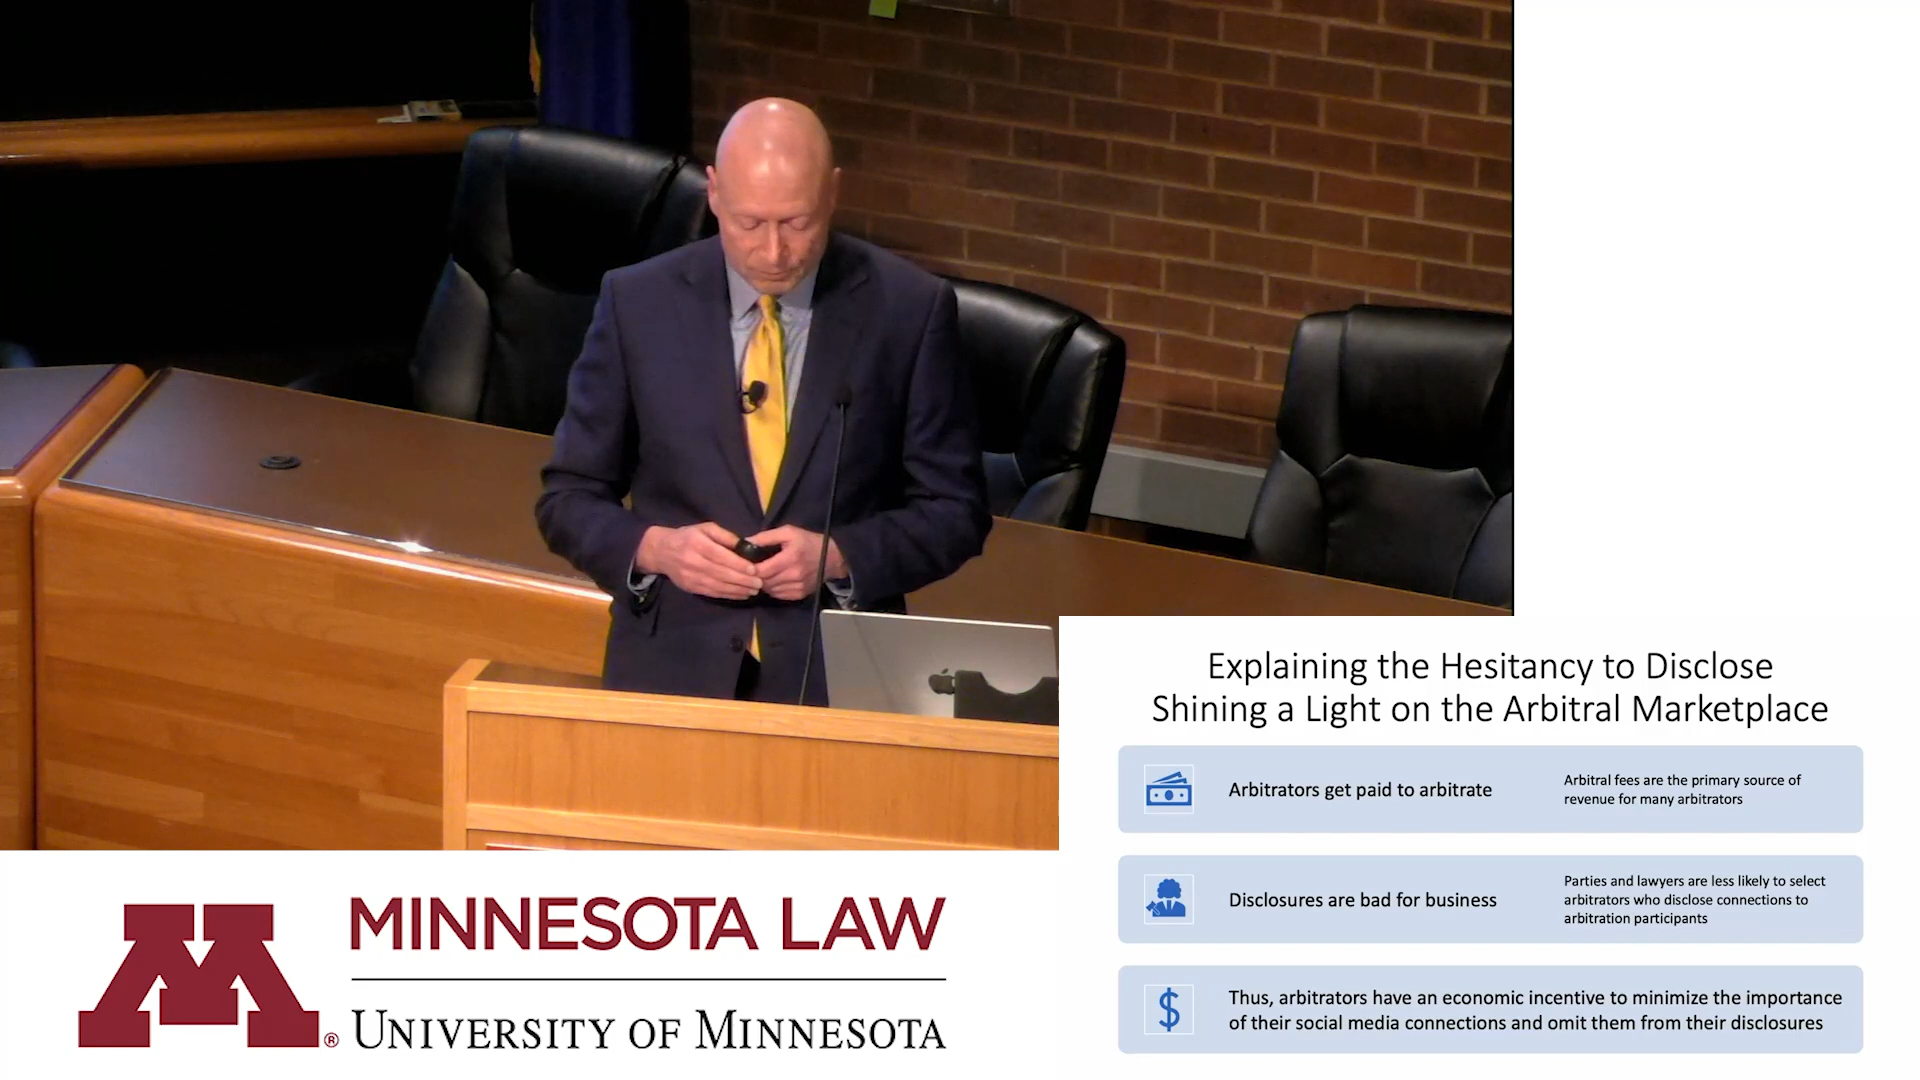 Explaining the Hesitancy to Disclose
Shining a Light on the Arbitral Marketplace
Arbitrators get paid to arbitrate
Arbitral fees are the primary source of
revenue for many arbitrators
Disclosures are bad for business
Parties and lawyers are less likely to select
arbitrators who disclose connections to
arbitration participants
$
Thus, arbitrators have an economic incentive to minimize the importance
of their social media connections and omit them from their disclosures
M®
MINNESOTA LAW
UNIVERSITY OF MINNESOTA